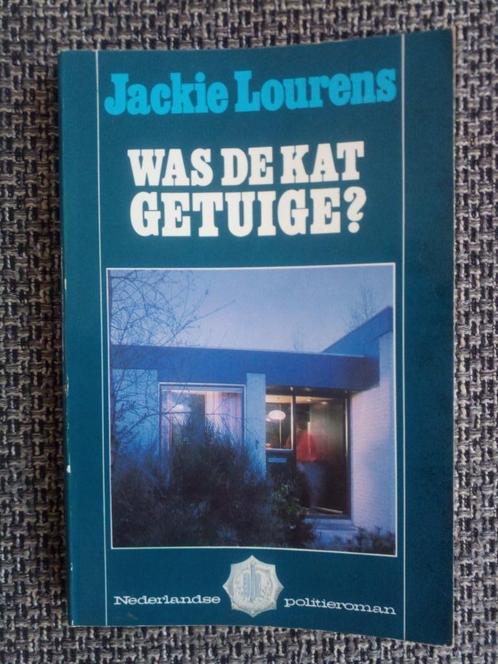 Jackie Lourens
WAS DE KAT
GETUIGE?
Nederlandse politieroman